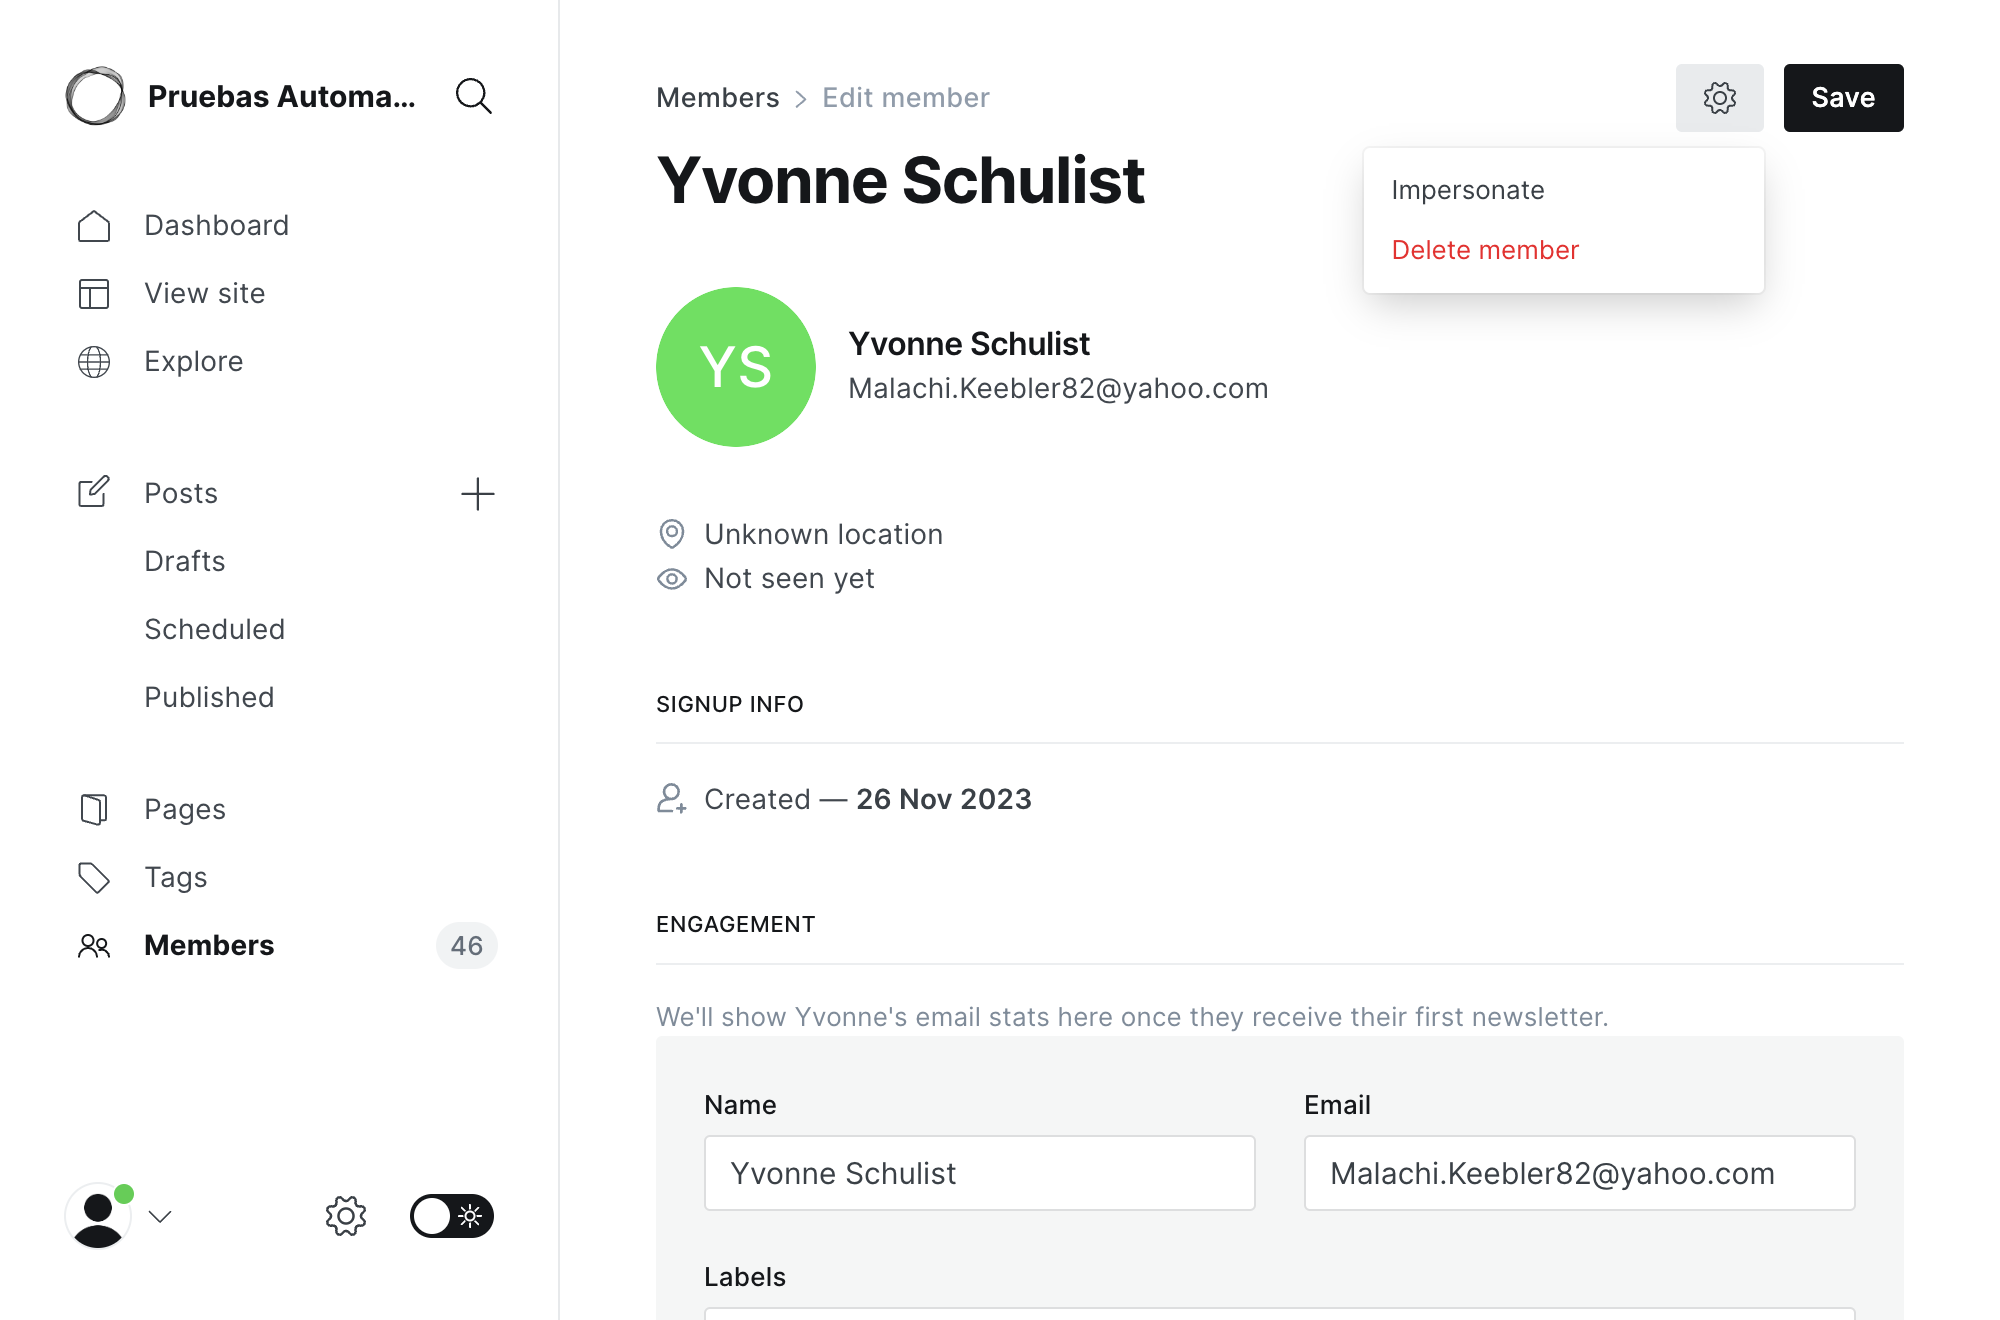 Pruebas Automa...
Dashboard
View site
Explore
Posts
Drafts
Scheduled
Published
Pages
Tags
Members 46
Members > Edit member
Save
Yvonne Schulist
Impersonate
Delete member
YS
Yvonne Schulist
Malachi.Keebler82@yahoo.com
Unknown location
Not seen yet
SIGNUP INFO
Created — 26 Nov 2023
ENGAGEMENT
We'll show Yvonne's email stats here once they receive their first newsletter.
Name
Yvonne Schulist
Email
Malachi.Keebler82@yahoo.com
Labels